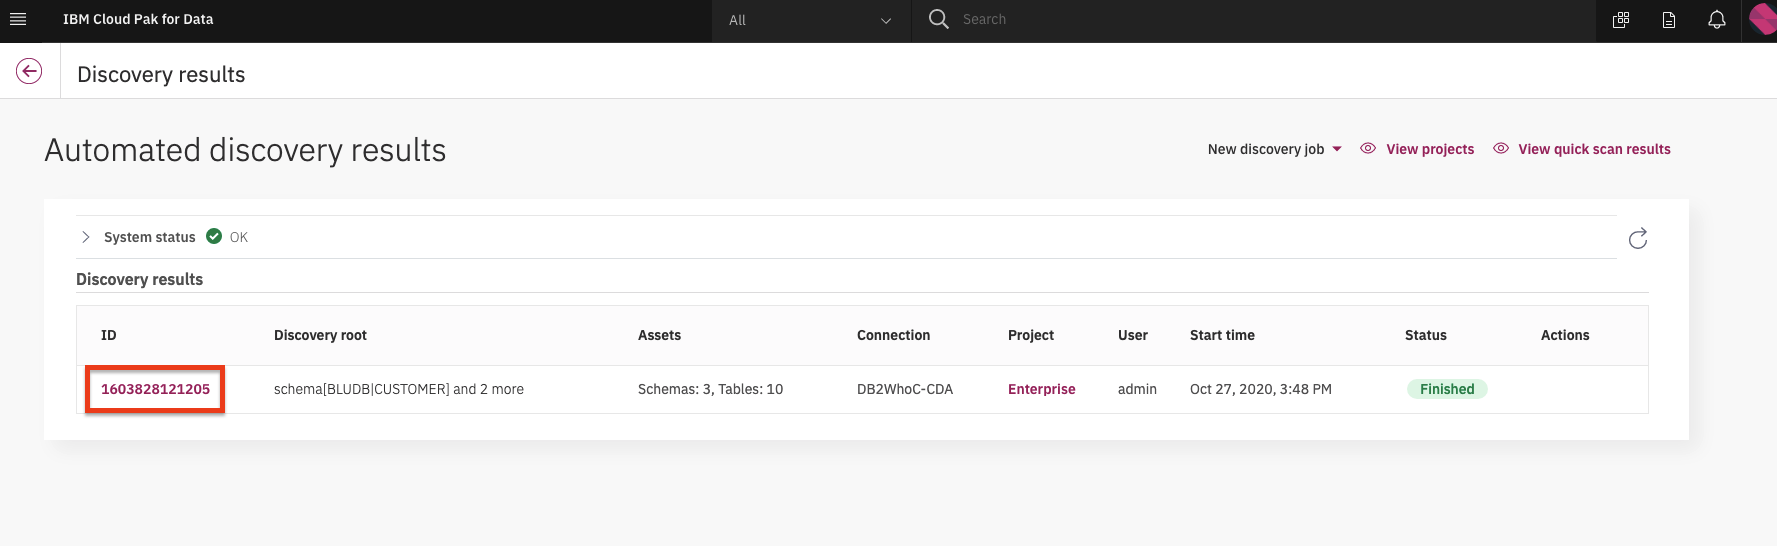 IBM Cloud Pak for Data All Search
Discovery results
Automated discovery results New discovery job View projects View quick scan results
System status OK
Discovery results
ID Discovery root Assets Connection Project User Start time Status Actions
1603828121205 schema[BLUDB|CUSTOMER] and 2 more Schemas: 3, Tables: 10 DB2WhoC-CDA Enterprise admin Oct 27, 2020, 3:48 PM Finished